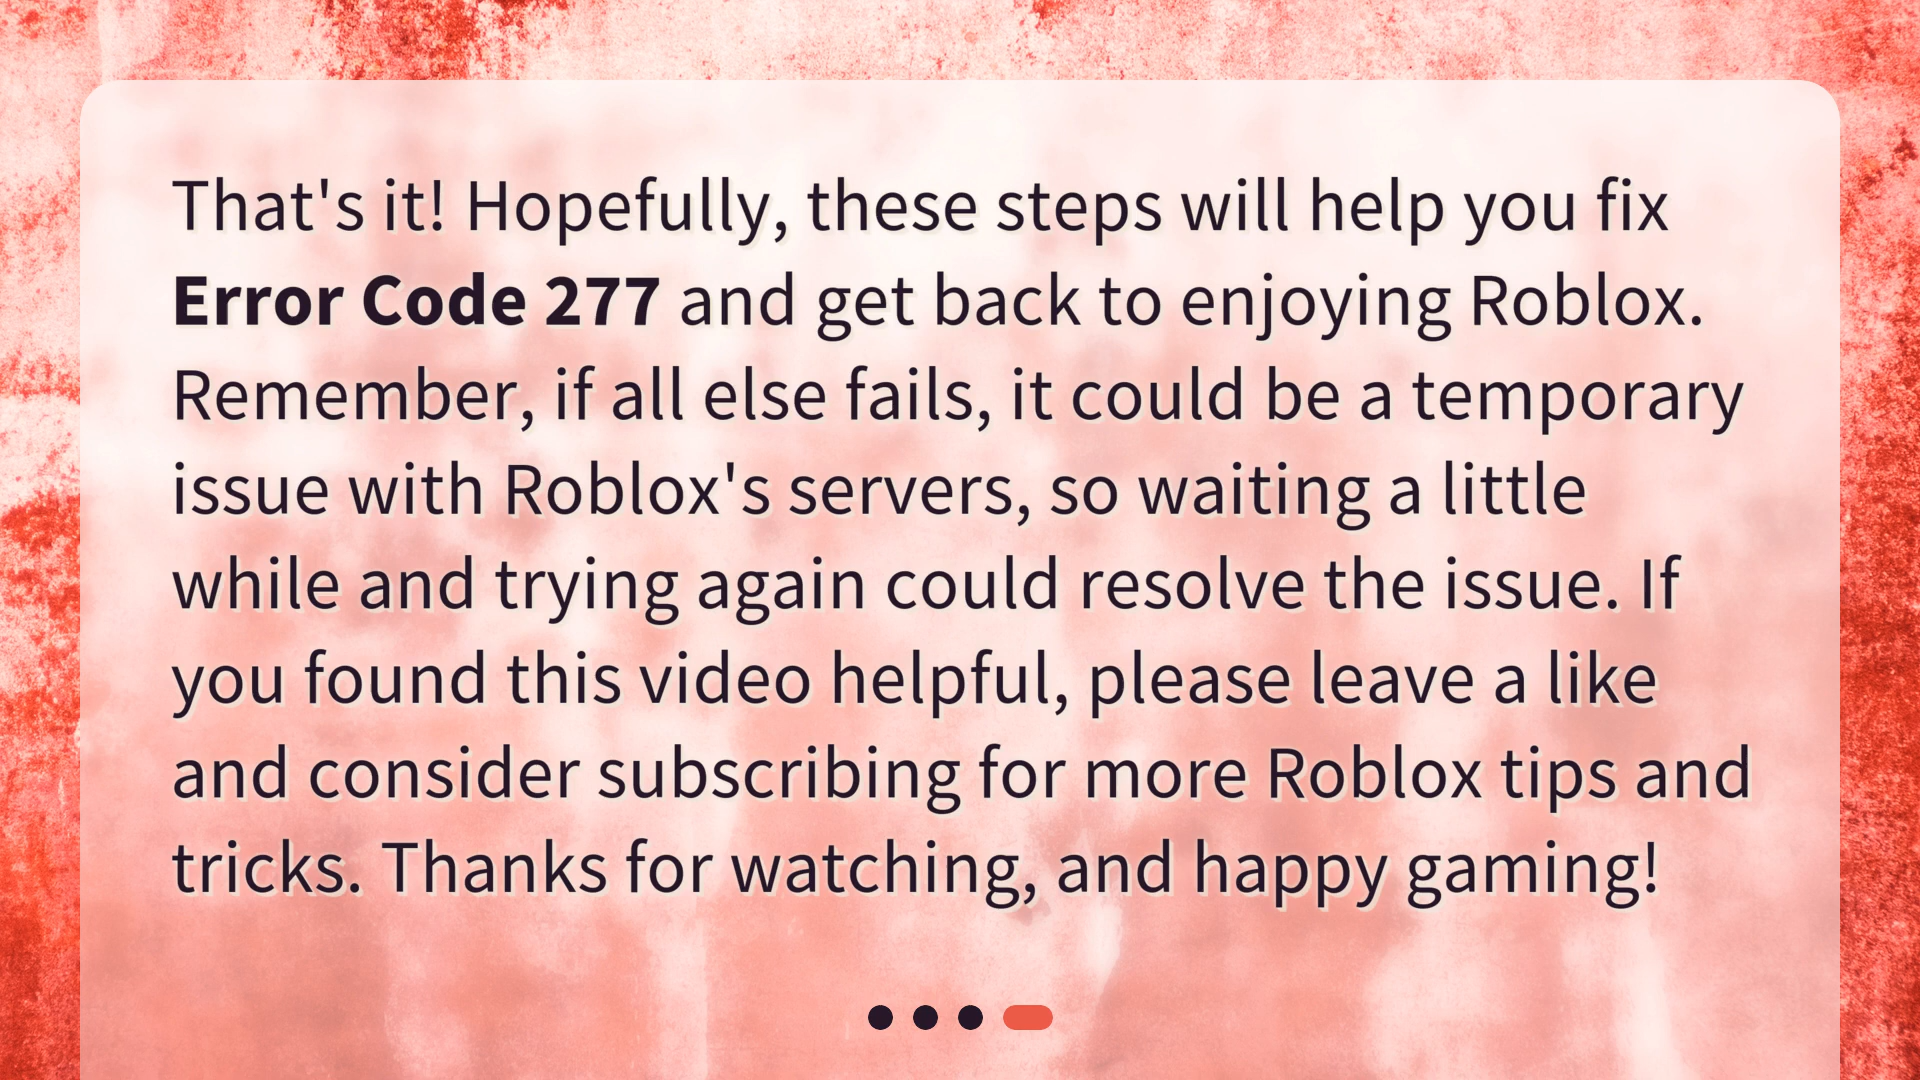 That's it! Hopefully, these steps will help you fix
Error Code 277 and get back to enjoying Roblox.
Remember, if all else fails, it could be a temporary
issue with Roblox's servers, so waiting a little
while and trying again could resolve the issue. If
you found this video helpful, please leave a like
and consider subscribing for more Roblox tips and
tricks. Thanks for watching, and happy gaming!